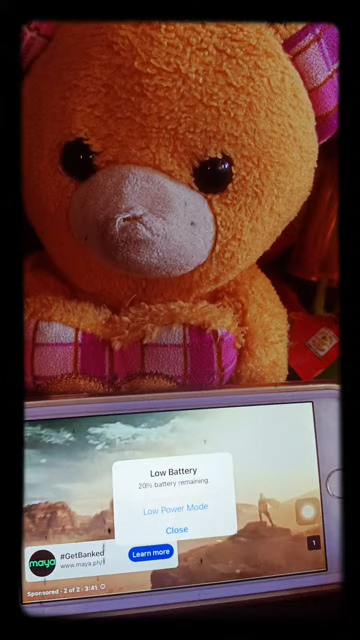 Low Battery
20% battery remaining.
Low Power Mode
Close
maya
#GetBanked
www.maya.ph/
Learn more
Sponsored · 2 of 2 · 3:41
1